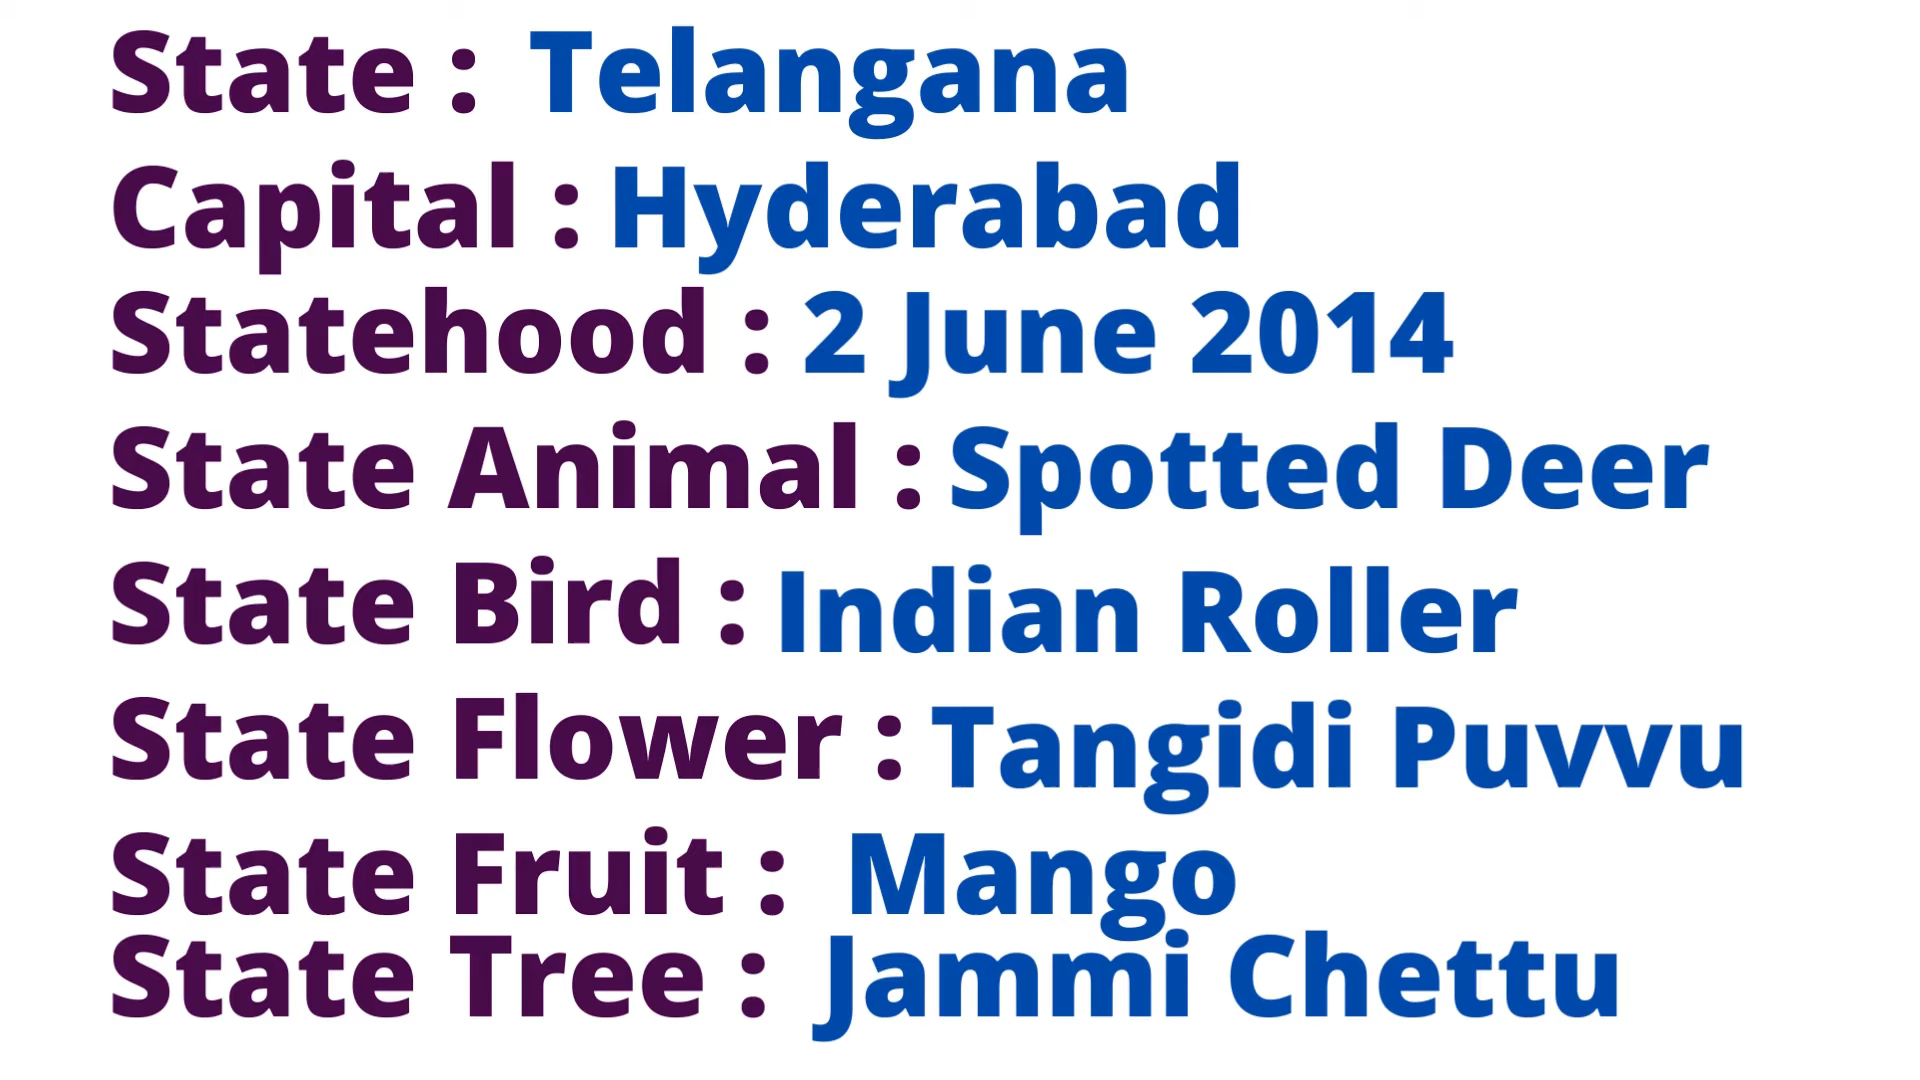 State : Telangana
Capital : Hyderabad
Statehood : 2 June 2014
State Animal : Spotted Deer
State Bird : Indian Roller
State Flower : Tangidi Puvvu
State Fruit : Mango
State Tree : Jammi Chettu